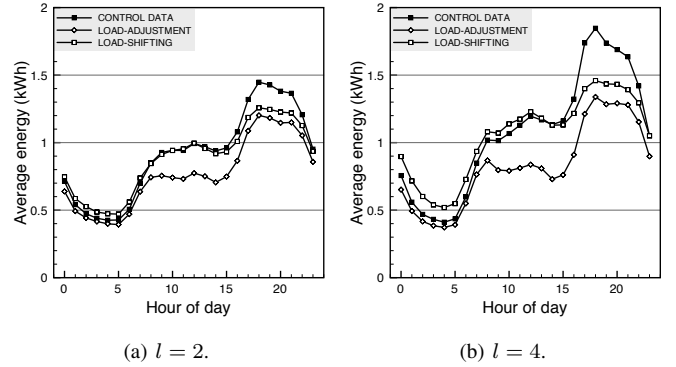 CONTROL DATA
LOAD-ADJUSTMENT
LOAD-SHIFTING
Average energy (kWh)
2
1.5
1
0.5
0
0 5 10 15 20
Hour of day
(a) l = 2.
CONTROL DATA
LOAD-ADJUSTMENT
LOAD-SHIFTING
Average energy (kWh)
2
1.5
1
0.5
0
0 5 10 15 20
Hour of day
(b) l = 4.